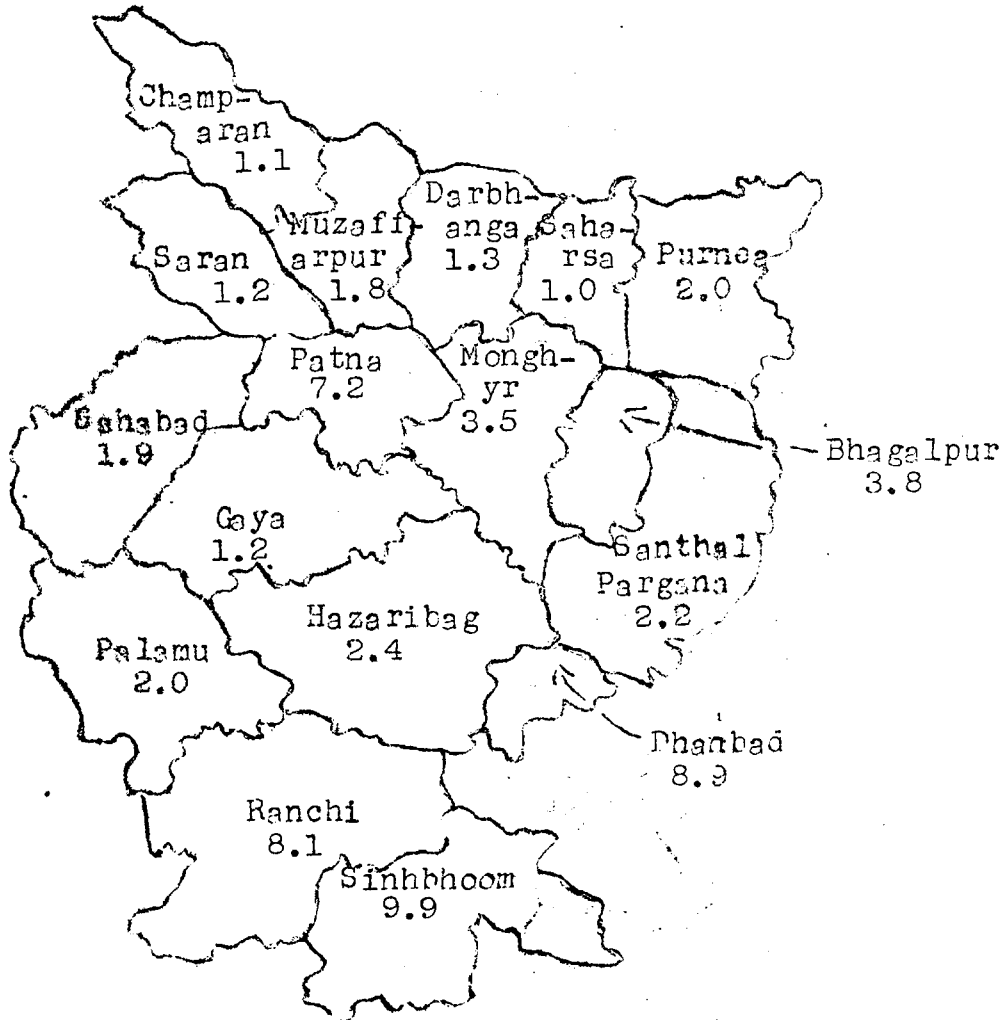 Champ-
aran
1.1
Darbh-
anga
1.3
Muzaff-
arpur
1.8
Saha-
rsa
1.0
Purnea
2.0
Saran
1.2
Patna
7.2
Mongh-
yr
3.5
Sahabad
1.9
Bhagalpur
3.8
Gaya
1.2
Santhal
Pargana
2.2
Hazaribag
2.4
Palamu
2.0
Dhanbad
8.9
Ranchi
8.1
Sinhbhoom
9.9